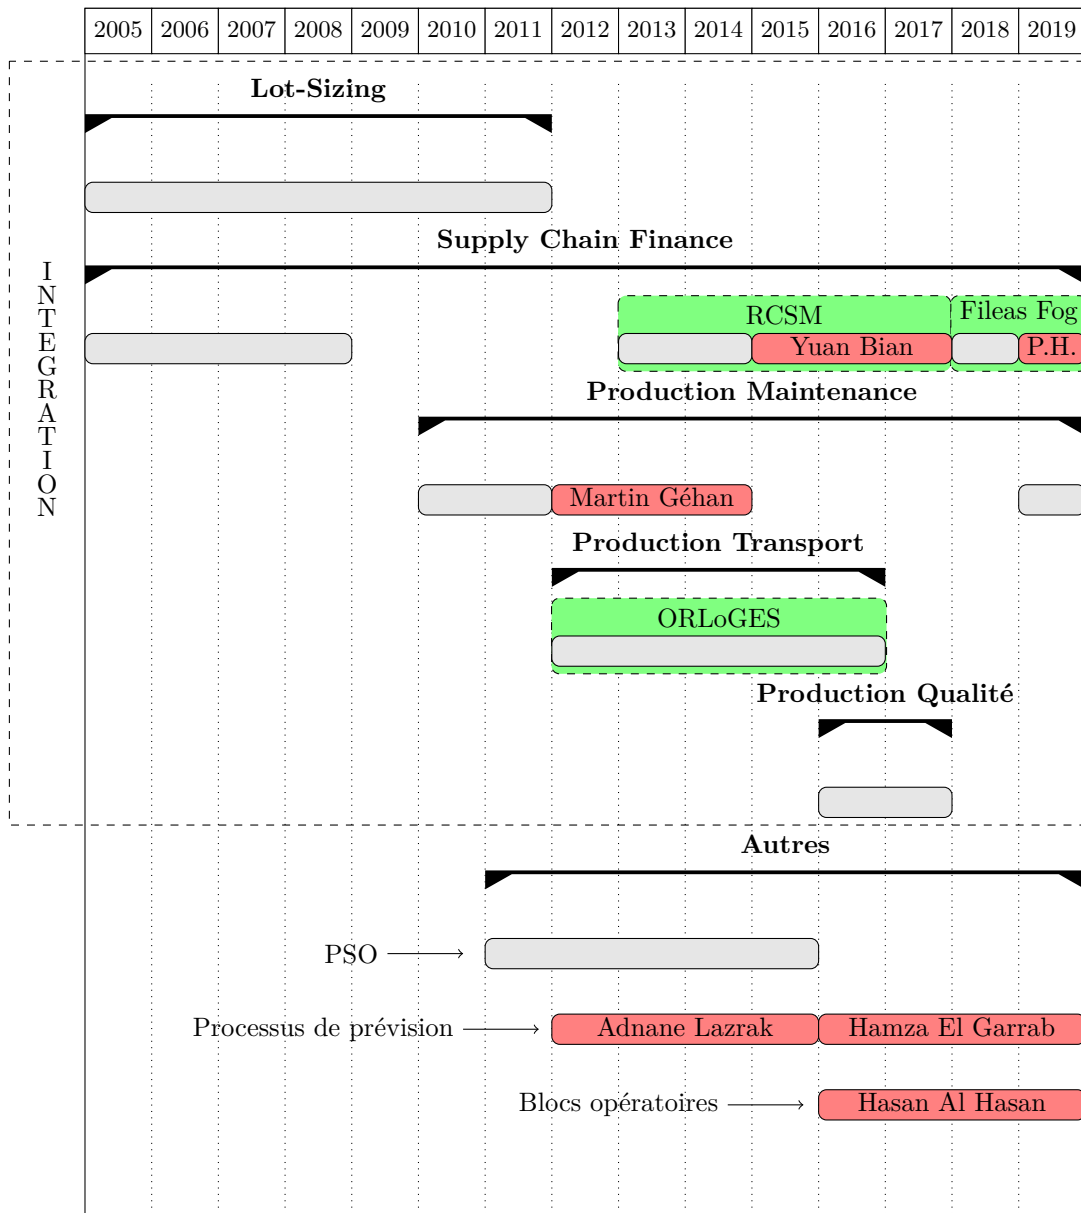 2005 2006 2007 2008 2009 2010 2011 2012 2013 2014 2015 2016 2017 2018 2019
Lot-Sizing
Supply Chain Finance
INTEGRATION
RCSM Fileas Fog
Yuan Bian P.H.
Production Maintenance
Martin Géhan
Production Transport
ORLoGES
Production Qualité
Autres
PSO
Processus de prévision Adnane Lazrak Hamza El Garrab
Blocs opératoires Hasan Al Hasan